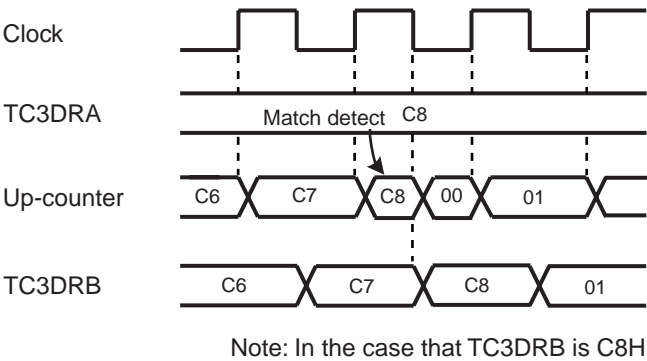 Clock
TC3DRA
Match detect C8
Up-counter C6 C7 C8 00 01
TC3DRB C6 C7 C8 01
Note: In the case that TC3DRB is C8H